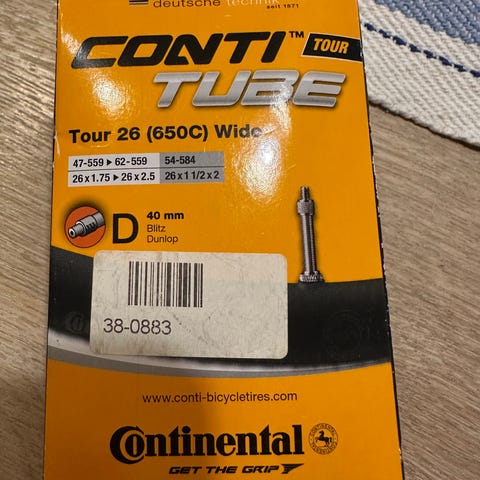 deutsche technik
seit 1871
CONTI™ TOUR
TUBE
Tour 26 (650C) Wide
47-559 ▸ 62-559 54-584
26 x 1.75 ▸ 26 x 2.5 26 x 1 1/2 x 2
D
40 mm
Blitz
Dunlop
38-0883
www.conti-bicycletires.com
Continental
GET THE GRIP